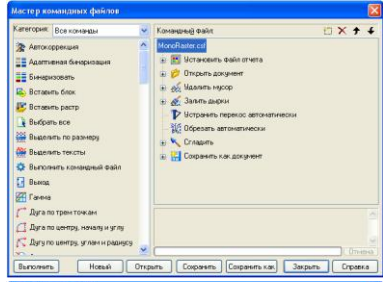 Мастер командных файлов
Категория: Все команды
Автокоррекция
Адаптивная бинаризация
Бинаризовать
Вставить блок
Вставить растр
Выбрать все
Выделить по размеру
Выделить тексты
Выполнить командный файл
Выход
Гамма
Дуга по трем точкам
Дуга по центру, началу и углу
Дугу по центру, углам и радиусу
Командный файл
MonoRaster.csf
Установить файл отчета
Открыть документ
Удалить мусор
Залить дырки
Устранить перекос автоматически
Обрезать автоматически
Сгладить
Сохранить как документ
Отмена
Выполнить Новый Открыть Сохранить Сохранить как Закрыть Справка